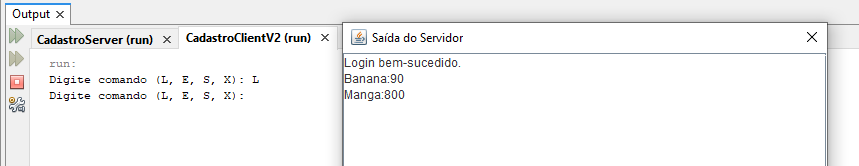 Output
CadastroServer (run)
CadastroClientV2 (run)
run:
Digite comando (L, E, S, X): L
Digite comando (L, E, S, X):
Saída do Servidor
Login bem-sucedido.
Banana:90
Manga:800